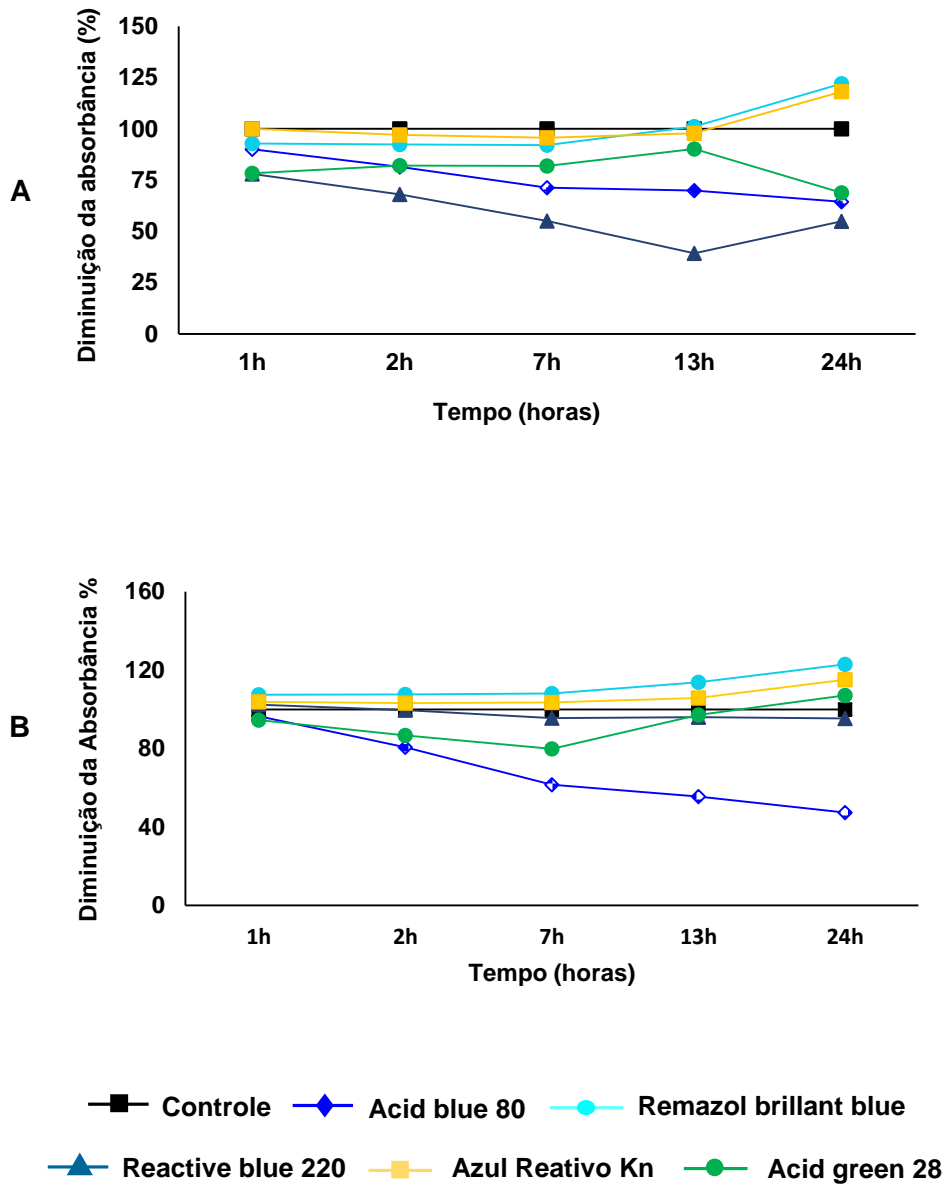 A
Diminuição da absorbância (%)
150
125
100
75
50
25
0
1h 2h 7h 13h 24h
Tempo (horas)
B
Diminuição da Absorbância %
160
120
80
40
0
1h 2h 7h 13h 24h
Tempo (horas)
Controle Acid blue 80 Remazol brillant blue
Reactive blue 220 Azul Reativo Kn Acid green 28